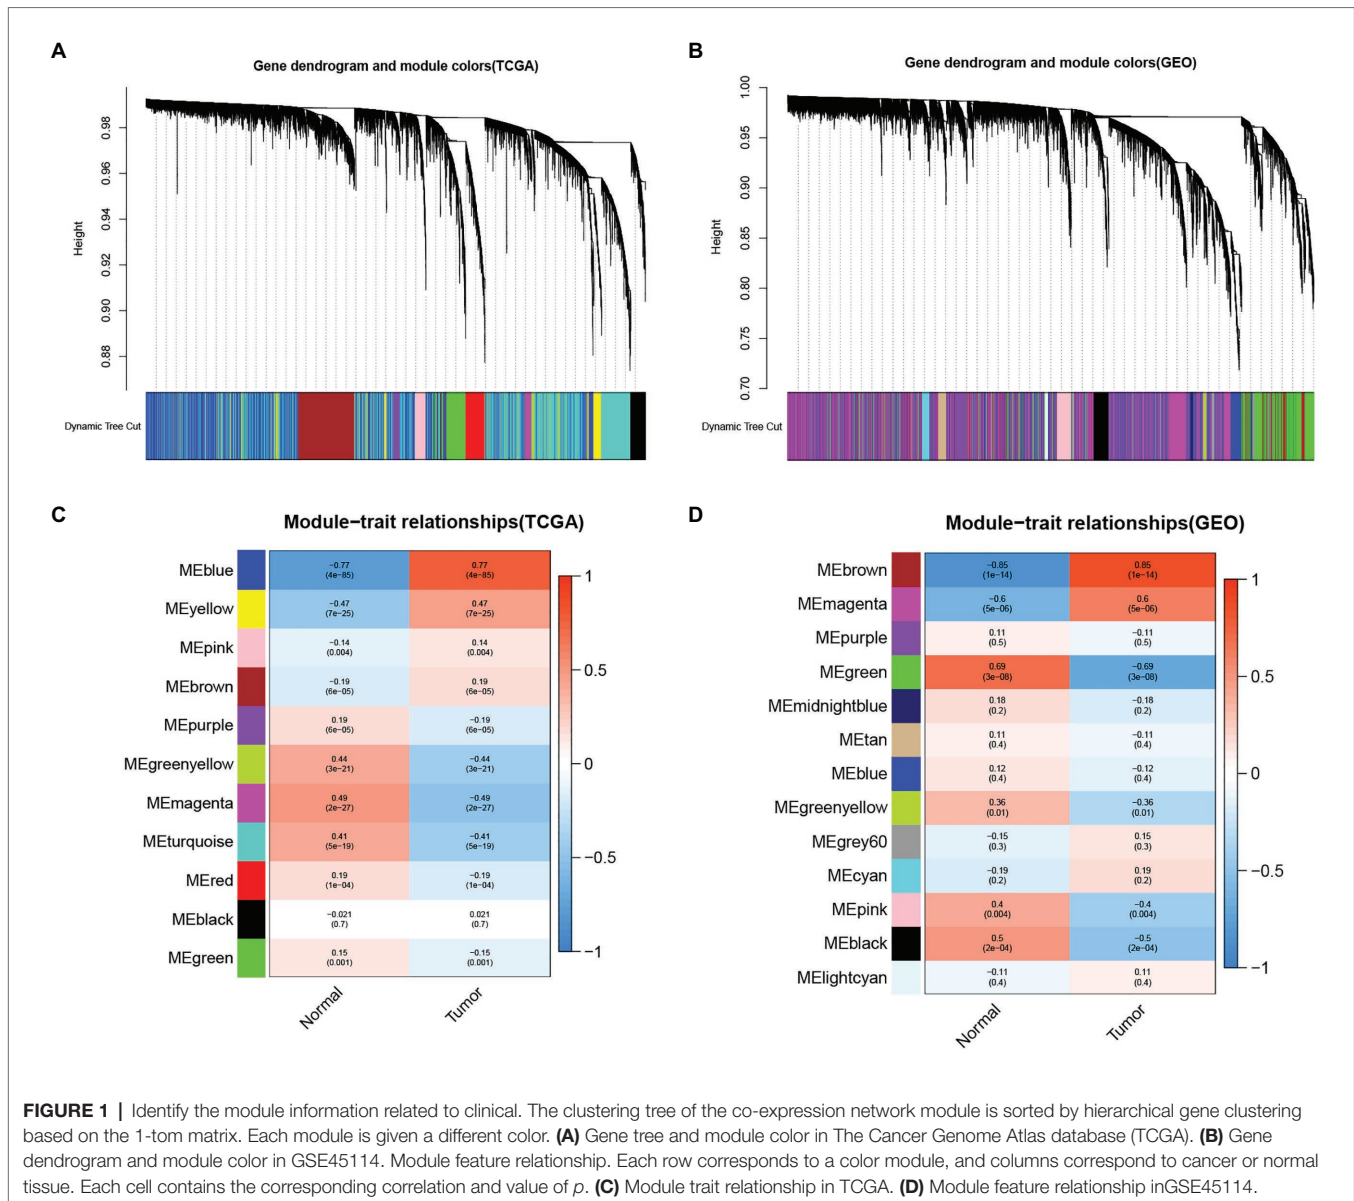 A
Gene dendrogram and module colors(TCGA)
Height
0.98
0.96
0.94
0.92
0.90
0.88
Dynamic Tree Cut
B
Gene dendrogram and module colors(GEO)
Height
1.00
0.95
0.90
0.85
0.80
0.75
0.70
Dynamic Tree Cut
C
Module−trait relationships(TCGA)
MEblue
−0.77
(4e−85)
0.77
(4e−85)
MEyellow
−0.47
(7e−25)
0.47
(7e−25)
MEpink
−0.14
(0.004)
0.14
(0.004)
MEbrown
−0.19
(6e−05)
0.19
(6e−05)
MEpurple
0.19
(6e−05)
−0.19
(6e−05)
MEgreenyellow
0.44
(3e−21)
−0.44
(3e−21)
MEmagenta
0.49
(2e−27)
−0.49
(2e−27)
MEturquoise
0.41
(5e−19)
−0.41
(5e−19)
MEred
0.19
(1e−04)
−0.19
(1e−04)
MEblack
−0.021
(0.7)
0.021
(0.7)
MEgreen
0.15
(0.001)
−0.15
(0.001)
Normal
Tumor
1
0.5
0
−0.5
−1
D
Module−trait relationships(GEO)
MEbrown
−0.85
(1e−14)
0.85
(1e−14)
MEmagenta
−0.6
(5e−06)
0.6
(5e−06)
MEpurple
0.11
(0.5)
−0.11
(0.5)
MEgreen
0.69
(3e−08)
−0.69
(3e−08)
MEmidnightblue
0.18
(0.2)
−0.18
(0.2)
MEtan
0.11
(0.4)
−0.11
(0.4)
MEblue
0.12
(0.4)
−0.12
(0.4)
MEgreenyellow
0.36
(0.01)
−0.36
(0.01)
MEgrey60
−0.15
(0.3)
0.15
(0.3)
MEcyan
−0.19
(0.2)
0.19
(0.2)
MEpink
0.4
(0.004)
−0.4
(0.004)
MEblack
0.5
(2e−04)
−0.5
(2e−04)
MElightcyan
−0.11
(0.4)
0.11
(0.4)
Normal
Tumor
1
0.5
0
−0.5
−1
FIGURE 1 | Identify the module information related to clinical. The clustering tree of the co-expression network module is sorted by hierarchical gene clustering
based on the 1-tom matrix. Each module is given a different color. (A) Gene tree and module color in The Cancer Genome Atlas database (TCGA). (B) Gene
dendrogram and module color in GSE45114. Module feature relationship. Each row corresponds to a color module, and columns correspond to cancer or normal
tissue. Each cell contains the corresponding correlation and value of p. (C) Module trait relationship in TCGA. (D) Module feature relationship inGSE45114.